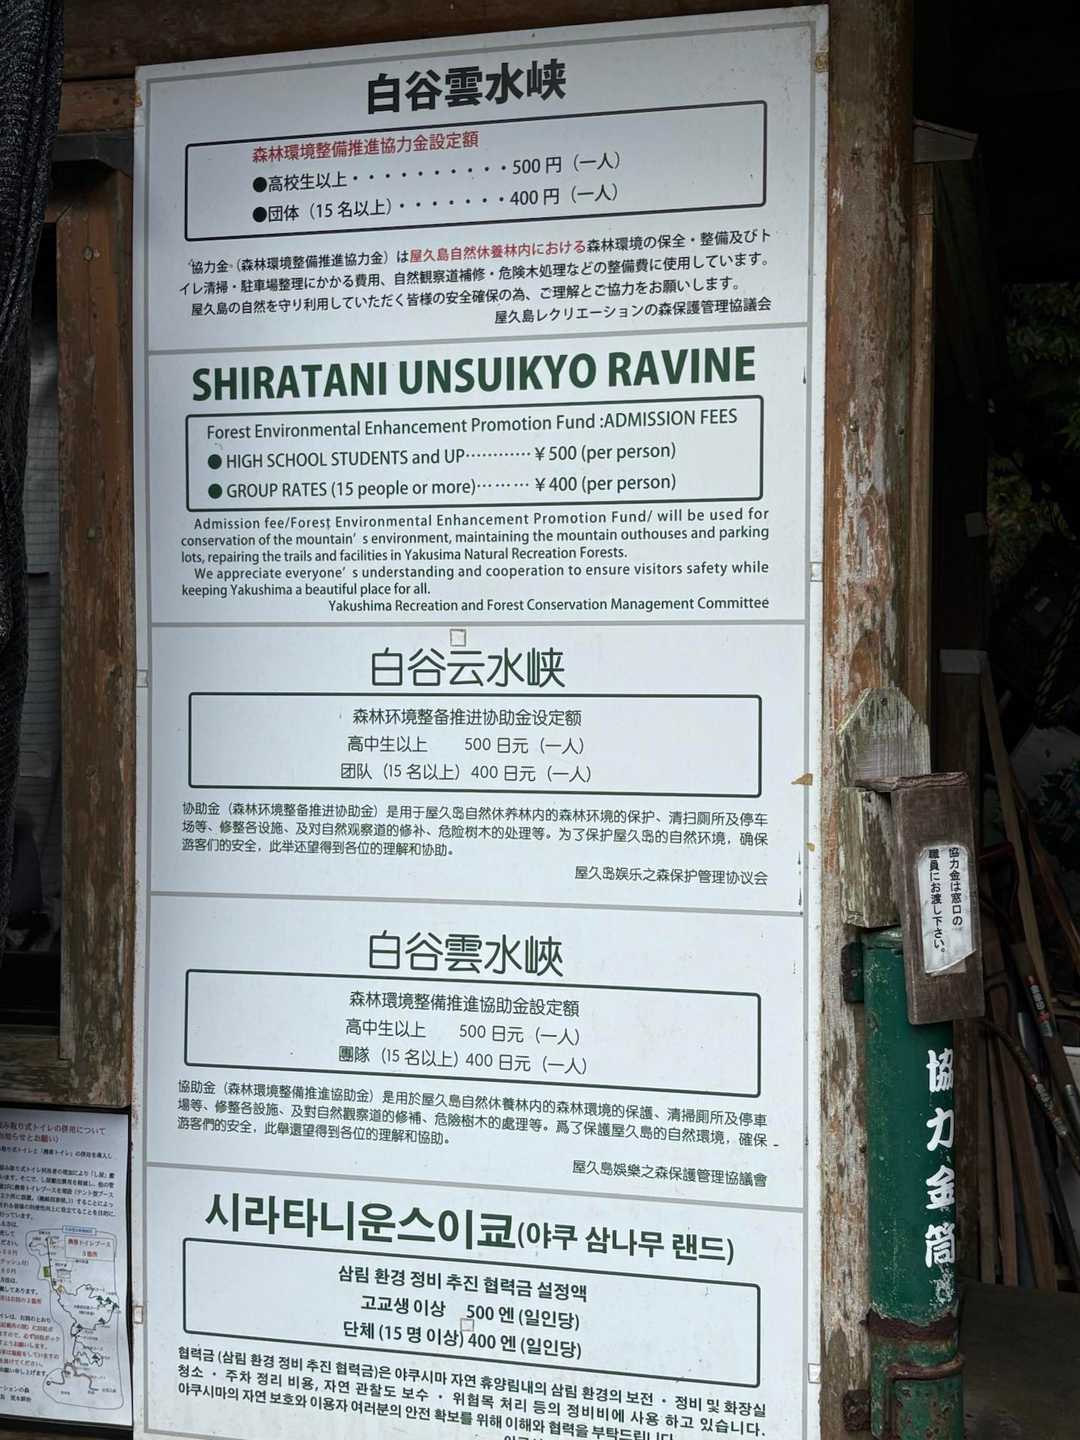 白谷雲水峡
森林環境整備推進協力金設定額
●高校生以上・・・・・・・・・・500円（一人）
●団体（15名以上）・・・・・・・400円（一人）
"協力金"（森林環境整備推進協力金）は屋久島自然休養林内における森林環境の保全・整備及びト
イレ清掃・駐車場整理にかかる費用、自然観察道補修・危険木処理などの整備費に使用しています。
屋久島の自然を守り利用していただく皆様の安全確保の為、ご理解とご協力をお願いします。
屋久島レクリエーションの森保護管理協議会
SHIRATANI UNSUIKYO RAVINE
Forest Environmental Enhancement Promotion Fund :ADMISSION FEES
● HIGH SCHOOL STUDENTS and UP············ ¥500 (per person)
● GROUP RATES (15 people or more)········· ¥400 (per person)
Admission fee/Forest Environmental Enhancement Promotion Fund/ will be used for
conservation of the mountain's environment, maintaining the mountain outhouses and parking
lots, repairing the trails and facilities in Yakusima Natural Recreation Forests.
We appreciate everyone's understanding and cooperation to ensure visitors safety while
keeping Yakushima a beautiful place for all.
Yakushima Recreation and Forest Conservation Management Committee
白谷云水峡
森林环境整备推进协助金设定额
高中生以上 500日元（一人）
团队（15名以上）400日元（一人）
协助金（森林环境整备推进协助金）是用于屋久岛自然休养林内的森林环境的保护、清扫厕所及停车
场等、修整各设施、及对自然观察道的修补、危险树木的处理等。为了保护屋久岛的自然环境，确保
游客们的安全，此举还望得到各位的理解和协助。
屋久岛娱乐之森保护管理协议会
白谷雲水峽
森林環境整備推進協助金設定額
高中生以上 500日元（一人）
團隊（15名以上）400日元（一人）
協助金（森林環境整備推進協助金）是用於屋久島自然休養林内的森林環境的保護、清掃厠所及停車
場等、修整各設施、及對自然觀察道的修補、危險樹木的處理等。爲了保護屋久島的自然環境，確保
游客們的安全，此舉還望得到各位的理解和協助。
屋久島娛樂之森保護管理協議會
시라타니운스이쿄(야쿠 삼나무 랜드)
삼림 환경 정비 추진 협력금 설정액
고교생 이상 500 엔 (일인당)
단체 (15 명 이상) 400 엔 (일인당)
협력금 (삼림 환경 정비 추진 협력금)은 야쿠시마 자연 휴양림내의 삼림 환경의 보전 · 정비 및 화장실
청소 · 주차 정리 비용, 자연 관찰도 보수 · 위험목 처리 등의 정비비에 사용 하고 있습니다.
야쿠시마의 자연 보호와 이용자 여러분의 안전 확보를 위해 이해와 협력을 부탁드립니다.
協力金は窓口の
職員にお渡し下さい。
協力金筒
み取り式トイレの併用について
お知らせとお願い）
携帯トイレブース